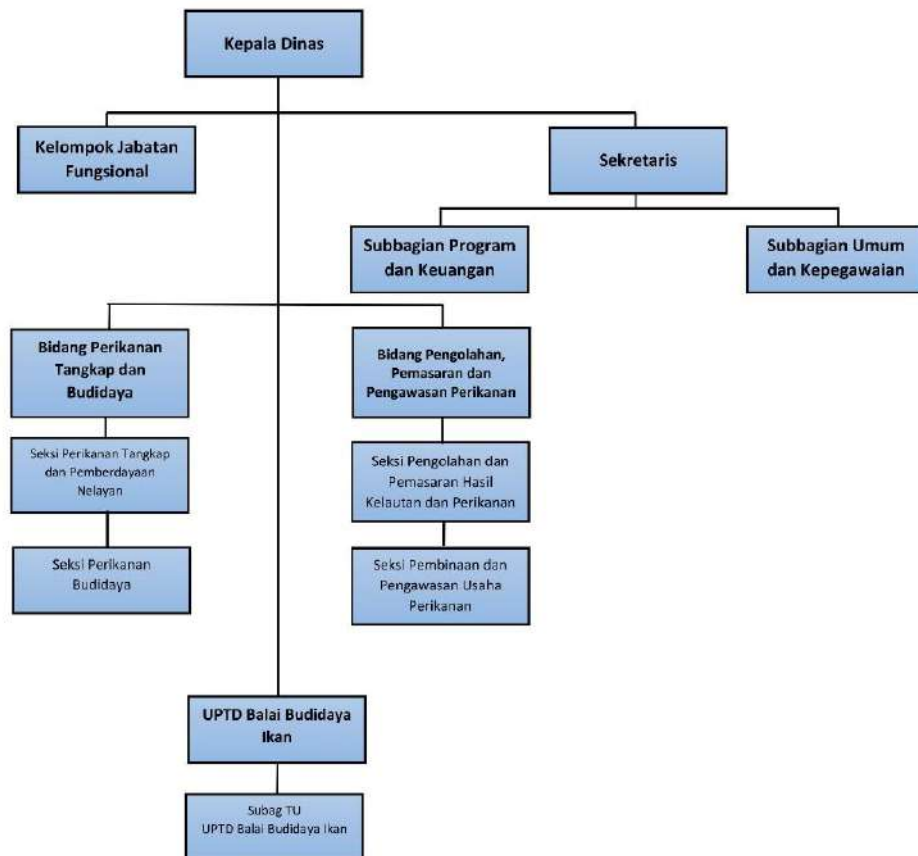 Kepala Dinas
Kelompok Jabatan
Fungsional
Sekretaris
Subbagian Program
dan Keuangan
Subbagian Umum
dan Kepegawaian
Bidang Perikanan
Tangkap dan
Budidaya
Bidang Pengolahan,
Pemasaran dan
Pengawasan Perikanan
Seksi Perikanan Tangkap
dan Pemberdayaan
Nelayan
Seksi Pengolahan dan
Pemasaran Hasil
Kelautan dan Perikanan
Seksi Perikanan
Budidaya
Seksi Pembinaan dan
Pengawasan Usaha
Perikanan
UPTD Balai Budidaya
Ikan
Subag TU
UPTD Balai Budidaya Ikan